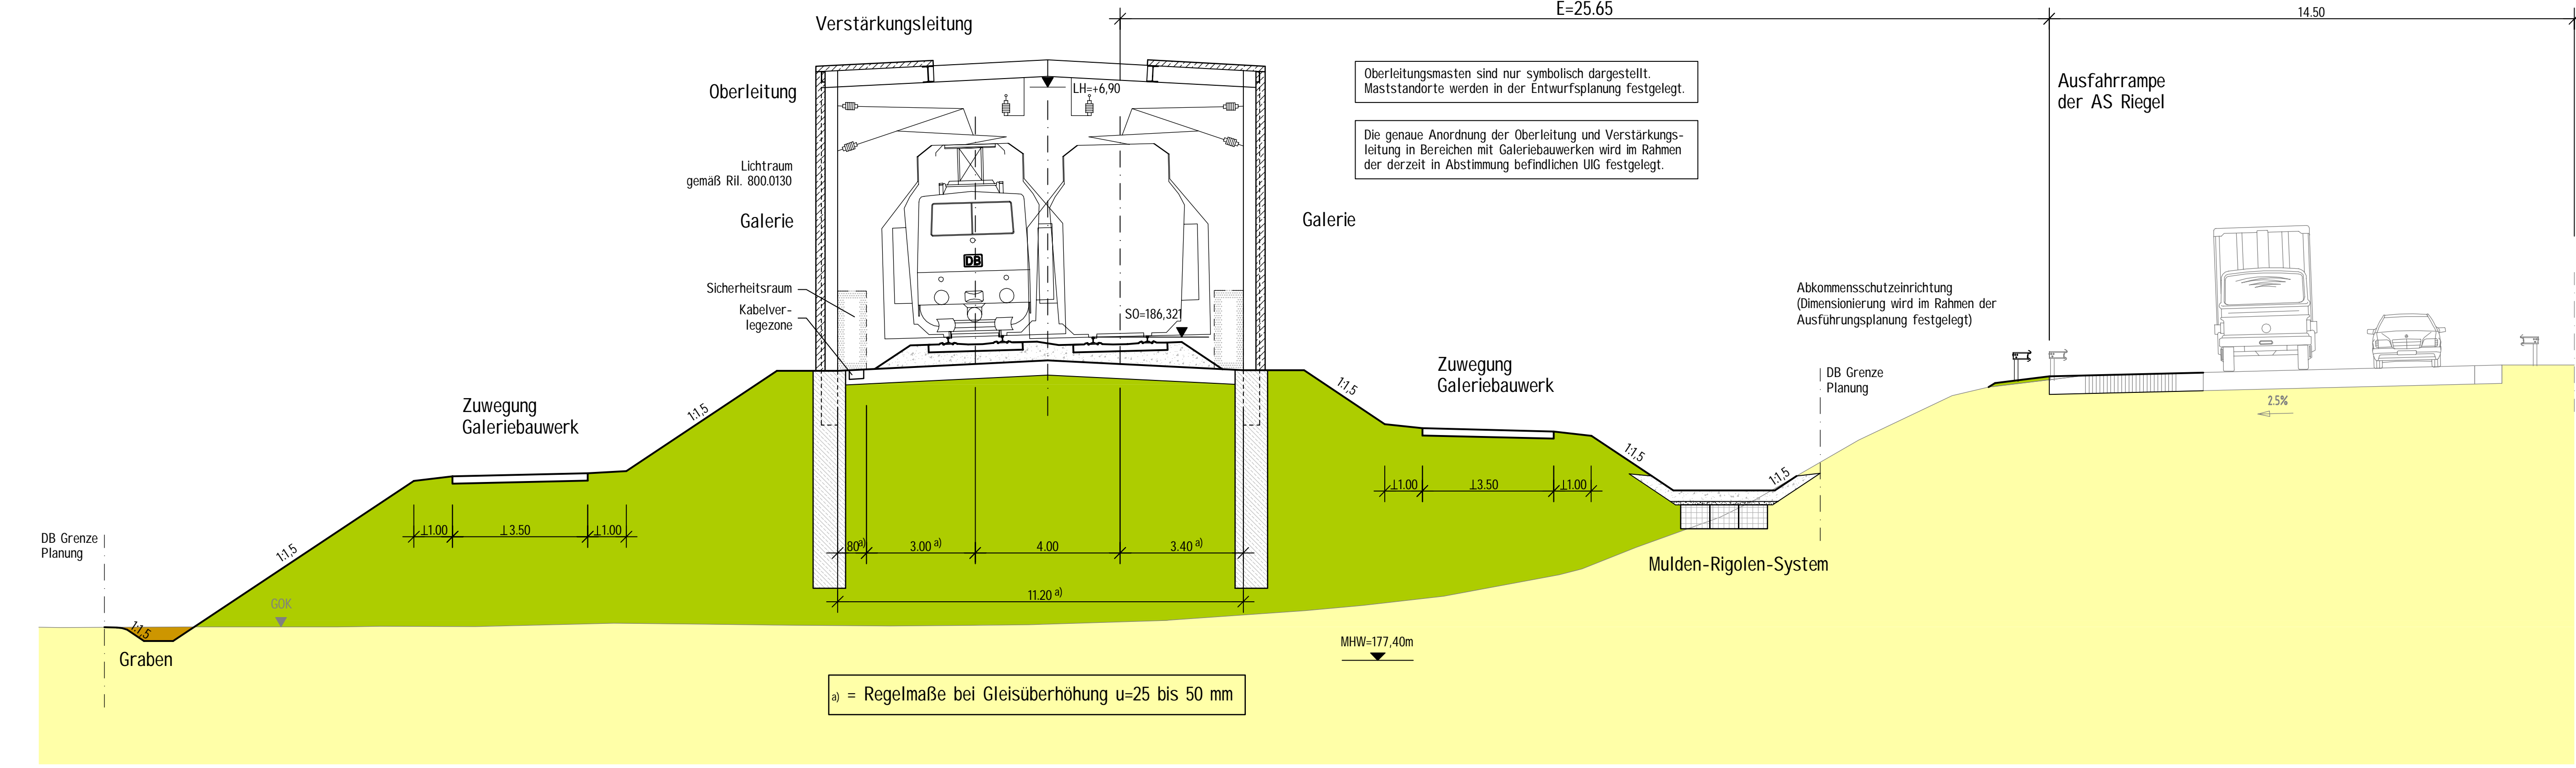 E=25.65
14.50
Verstärkungsleitung
Oberleitung
LH=+6,90
Oberleitungsmasten sind nur symbolisch dargestellt.
Maststandorte werden in der Entwurfsplanung festgelegt.
Ausfahrrampe
der AS Riegel
Die genaue Anordnung der Oberleitung und Verstärkungs-
leitung in Bereichen mit Galeriebauwerken wird im Rahmen
der derzeit in Abstimmung befindlichen UIG festgelegt.
Lichtraum
gemäß Ril. 800.0130
Galerie
Galerie
DB
Sicherheitsraum
Kabelver-
legezone
SO=186,321
Abkommensschutzeinrichtung
(Dimensionierung wird im Rahmen der
Ausführungsplanung festgelegt)
Zuwegung
Galeriebauwerk
DB Grenze
Planung
2.5%
Zuwegung
Galeriebauwerk
1:1,5
1:1,5
1:1,5
1:1,5
⊥1.00
⊥3.50
⊥1.00
⊥1.00
⊥3.50
⊥1.00
DB Grenze
Planung
1:1,5
80a)
3.00 a)
4.00
3.40 a)
Mulden-Rigolen-System
11.20 a)
GOK
1:1,5
Graben
MHW=177,40m
a) = Regelmaße bei Gleisüberhöhung u=25 bis 50 mm